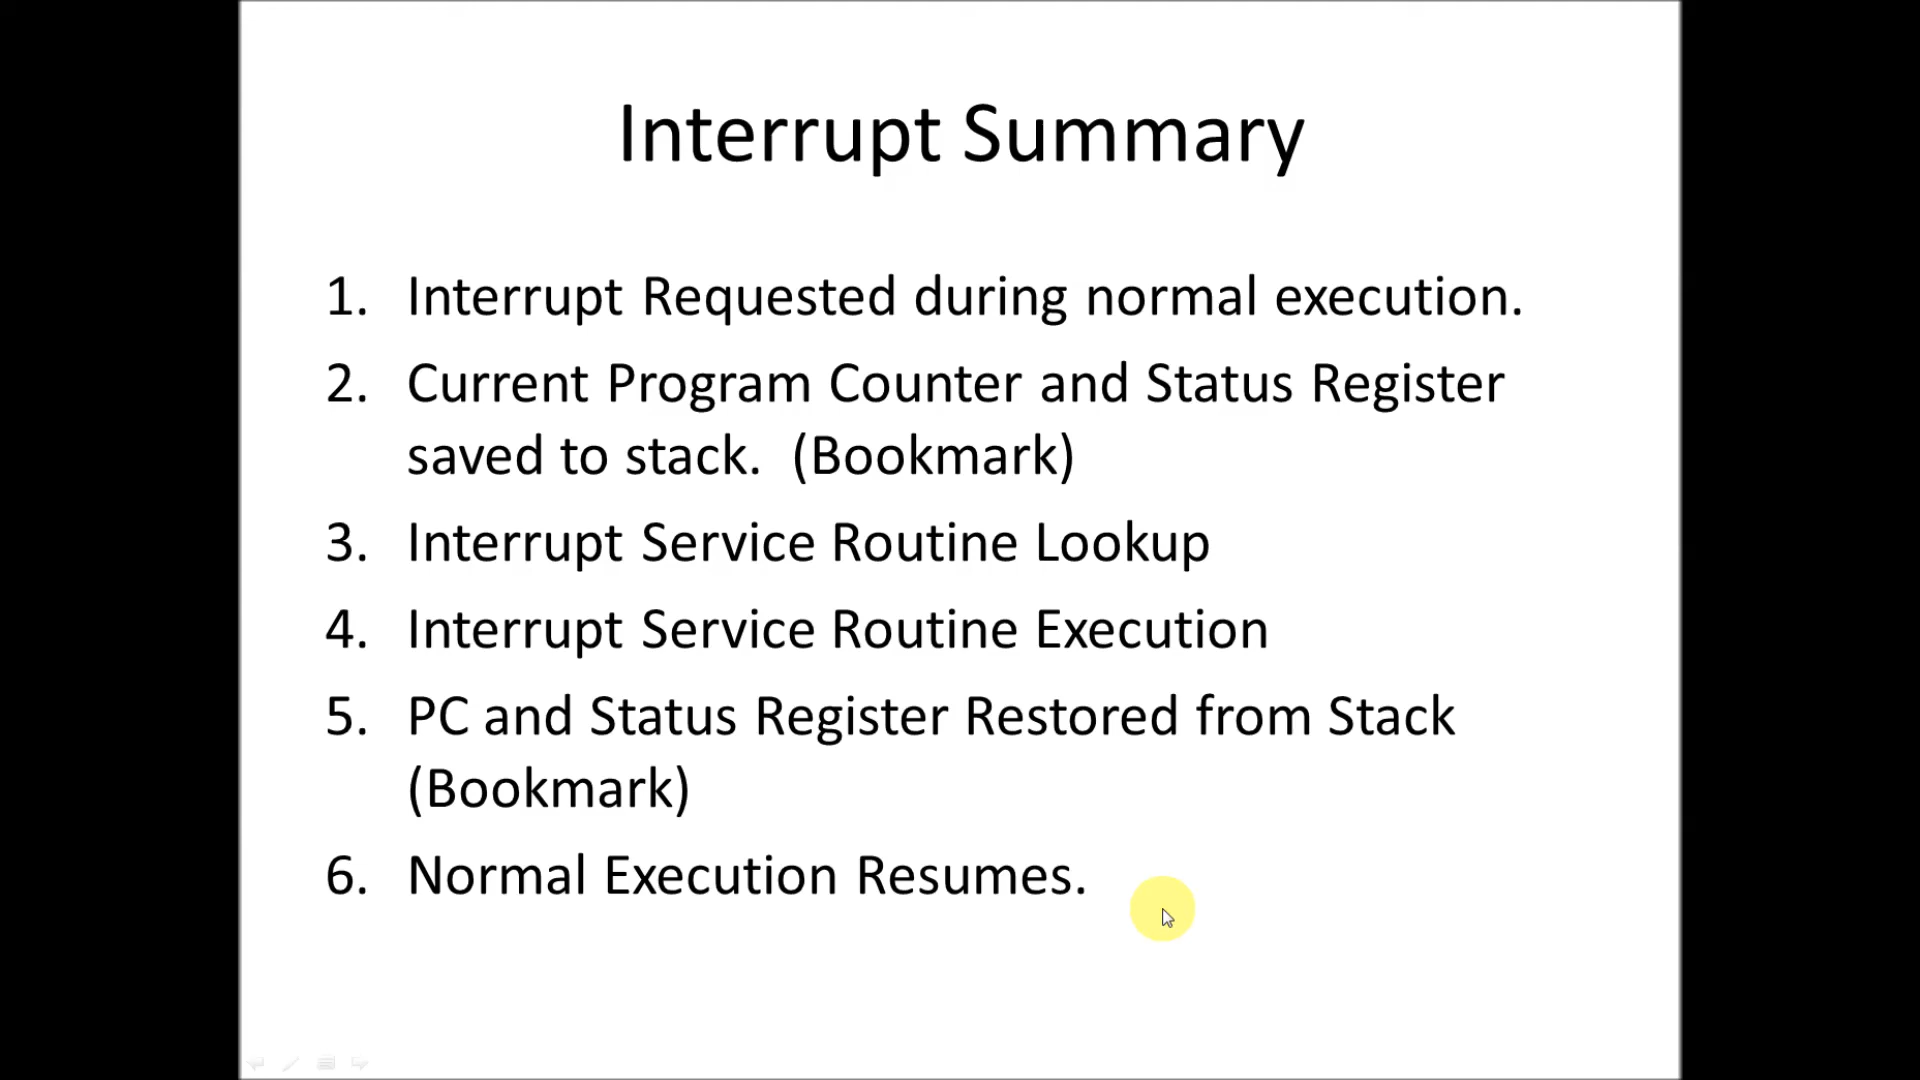 Interrupt Summary
1. Interrupt Requested during normal execution.
2. Current Program Counter and Status Register
saved to stack.  (Bookmark)
3. Interrupt Service Routine Lookup
4. Interrupt Service Routine Execution
5. PC and Status Register Restored from Stack
(Bookmark)
6. Normal Execution Resumes.